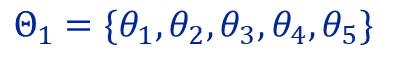 Θ₁ = {θ₁, θ₂, θ₃, θ₄, θ₅}